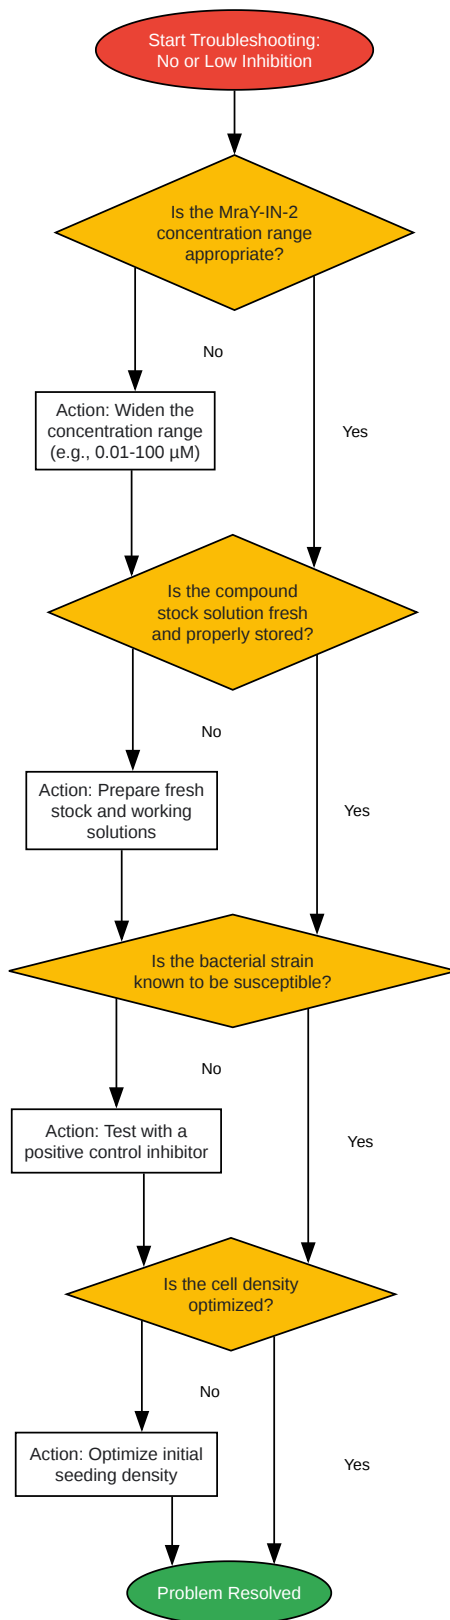 Start Troubleshooting:
No or Low Inhibition
Is the MraY-IN-2
concentration range
appropriate?
No
Action: Widen the
concentration range
(e.g., 0.01-100 µM)
Yes
Is the compound
stock solution fresh
and properly stored?
No
Action: Prepare fresh
stock and working
solutions
Yes
Is the bacterial strain
known to be susceptible?
No
Action: Test with a
positive control inhibitor
Yes
Is the cell density
optimized?
No
Action: Optimize initial
seeding density
Yes
Problem Resolved